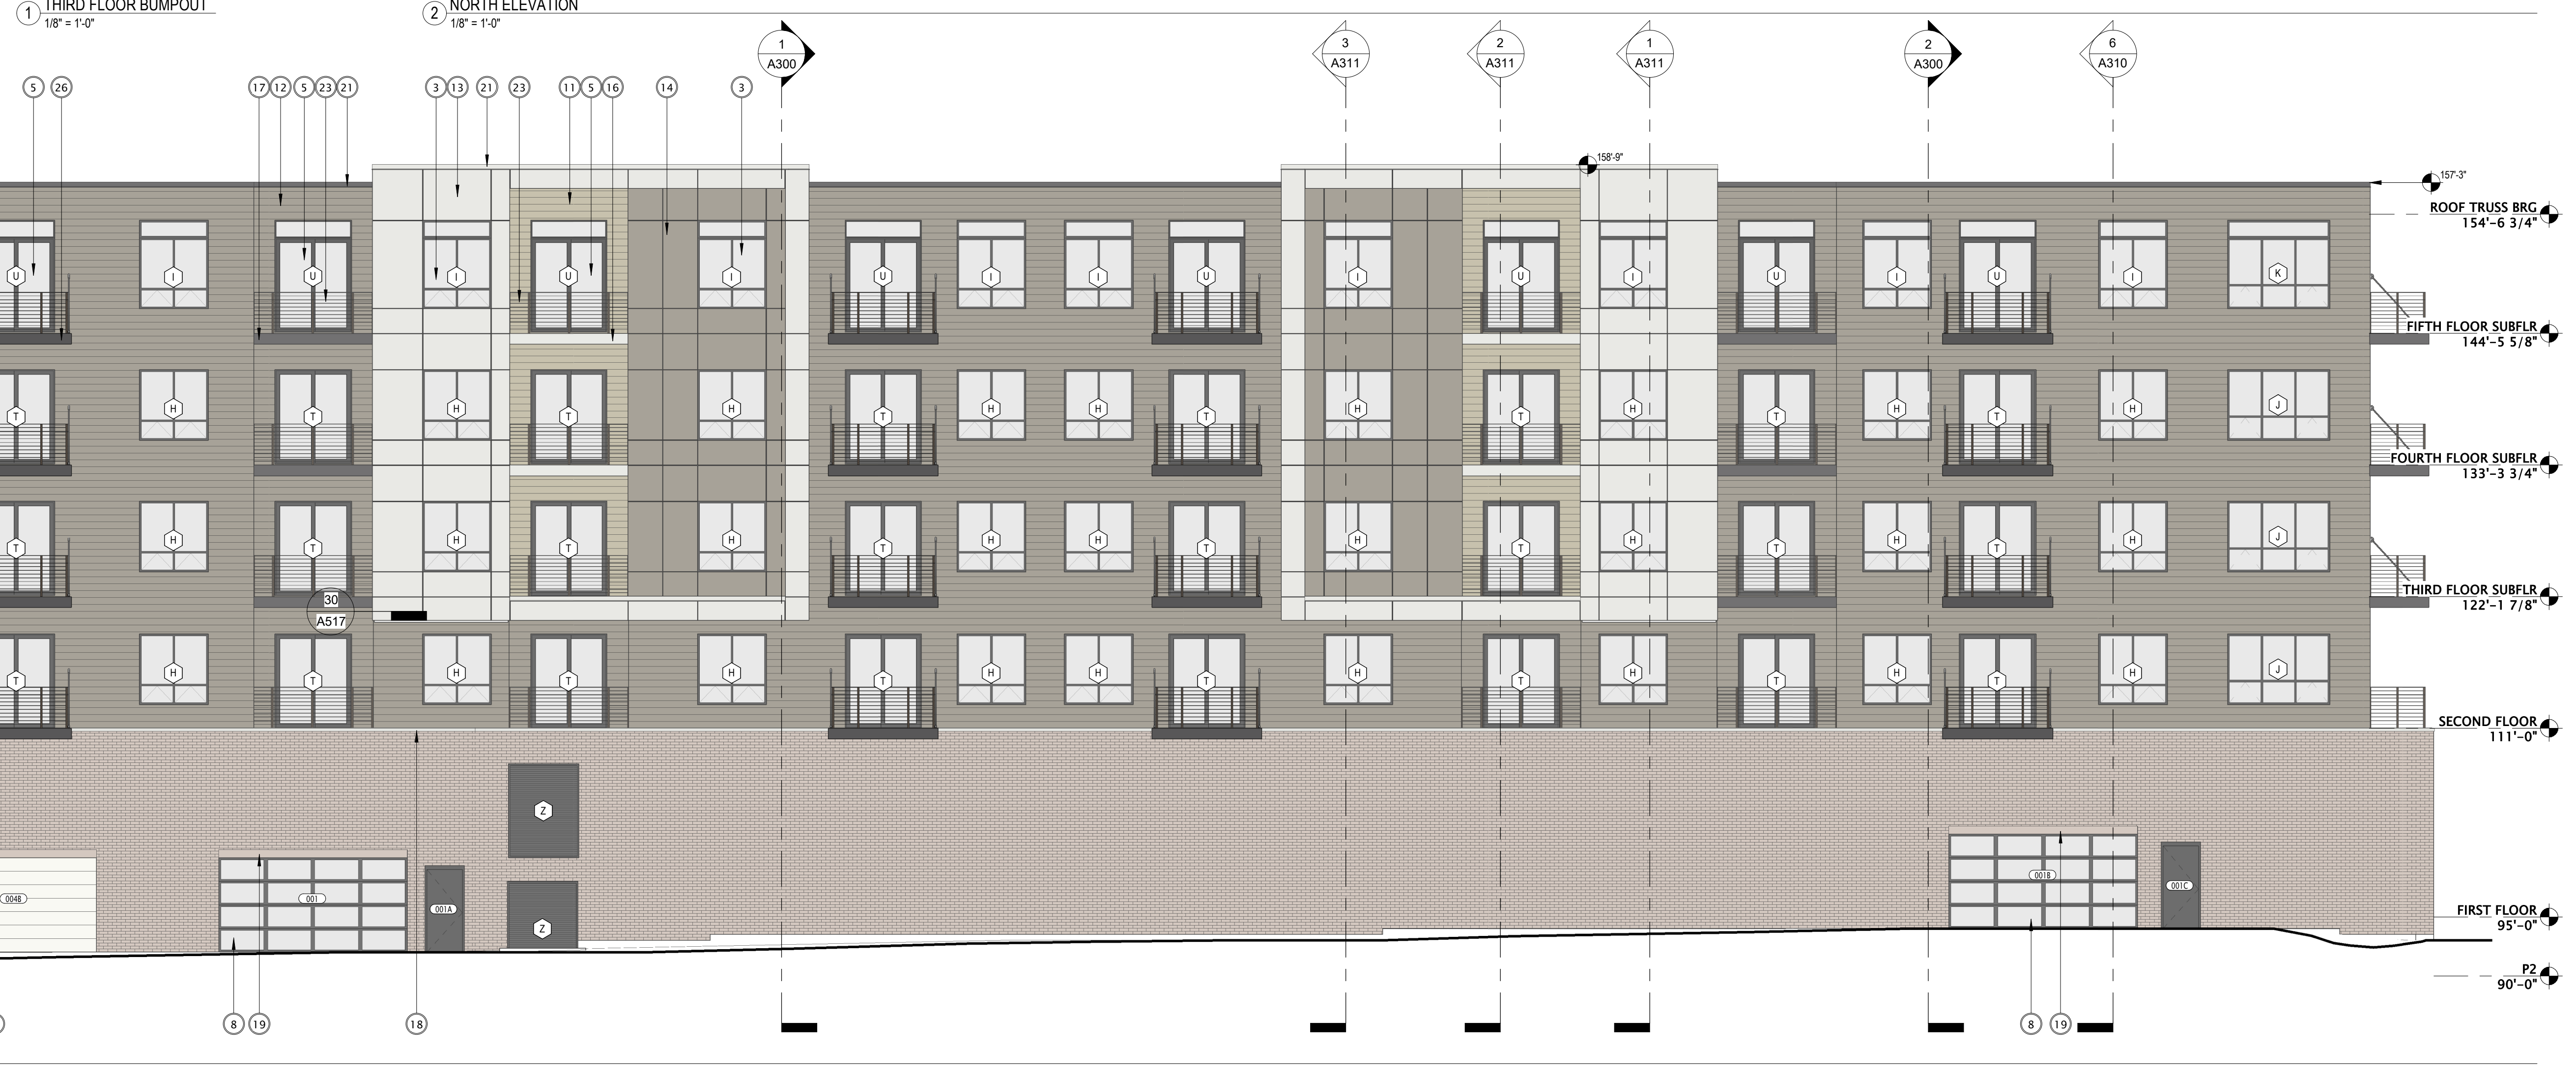 1 THIRD FLOOR BUMPOUT
1/8" = 1'-0"
2 NORTH ELEVATION
1/8" = 1'-0"
1 A300
3 A311
2 A311
1 A311
2 A300
6 A310
5 26 17 12 5 23 21 3 13 21 23 11 5 16 14 3
158'-9"
157'-3"
ROOF TRUSS BRG
154'-6 3/4"
U I U I U I U I I U I U I U I U I K
FIFTH FLOOR SUBFLR
144'-5 5/8"
T H T H T H T H H T H T H T H T H J
FOURTH FLOOR SUBFLR
133'-3 3/4"
T H T H T H T H H T H T H T H T H J
THIRD FLOOR SUBFLR
122'-1 7/8"
30
A517
T H T H T H T H H T H T H T H T H J
SECOND FLOOR
111'-0"
Z
004B 001 001A Z 001B 001C
FIRST FLOOR
95'-0"
P2
90'-0"
8 19 18 8 19